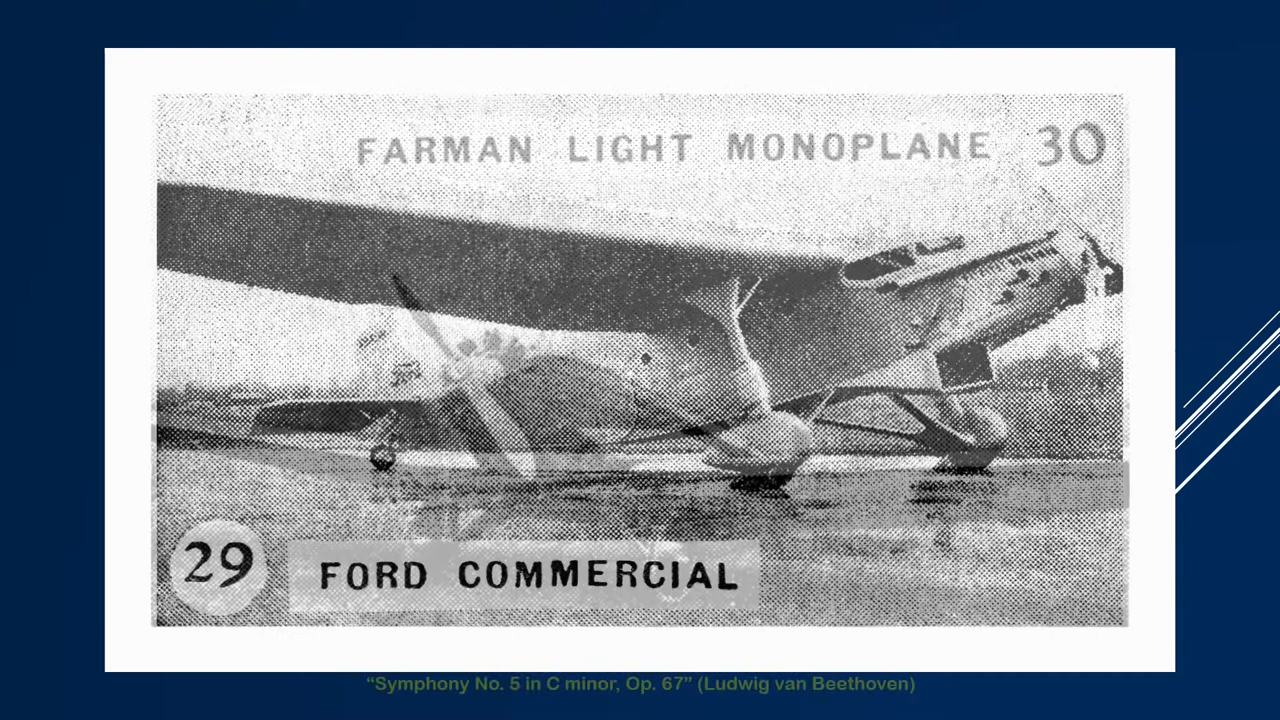 FARMAN LIGHT MONOPLANE 30
29 FORD COMMERCIAL
“Symphony No. 5 in C minor, Op. 67” (Ludwig van Beethoven)